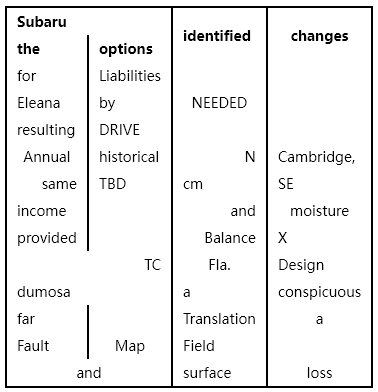 Subaru
identified changes
the options
for Liabilities
Eleana by NEEDED
resulting DRIVE
Annual historical N Cambridge,
same TBD cm SE
income and moisture
provided Balance X
TC Fla. Design
dumosa a conspicuous
far Translation a
Fault Map Field
and surface loss